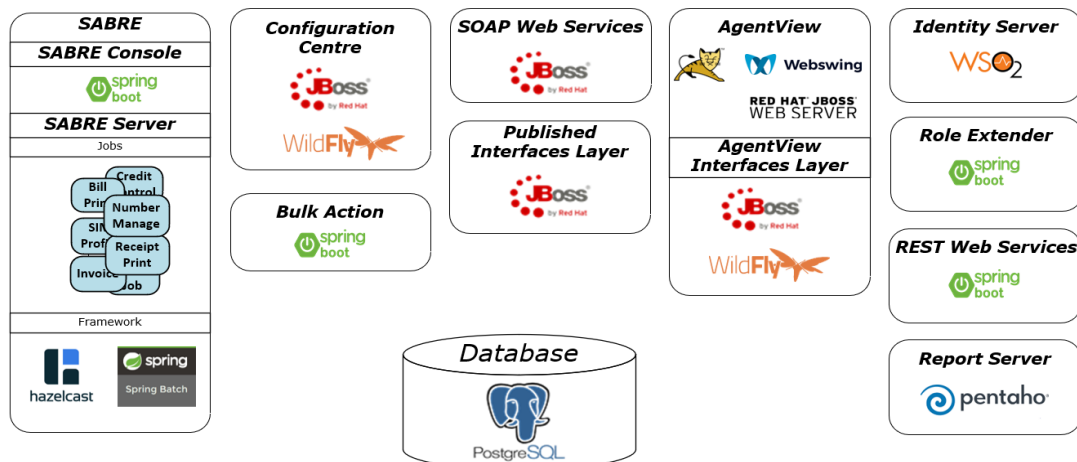 SABRE
SABRE Console
spring
boot
SABRE Server
Jobs
Credit
Bill
Print
Number
Manage
Receipt
Print
Invoice
Job
Framework
hazelcast
spring
Spring Batch
Configuration
Centre
JBoss
by Red Hat
WildFly
Bulk Action
spring
boot
SOAP Web Services
JBoss
by Red Hat
Published
Interfaces Layer
JBoss
by Red Hat
Database
PostgreSQL
AgentView
Webswing
RED HAT® JBOSS®
WEB SERVER
AgentView
Interfaces Layer
JBoss
by Red Hat
WildFly
Identity Server
WSO2
Role Extender
spring
boot
REST Web Services
spring
boot
Report Server
pentaho